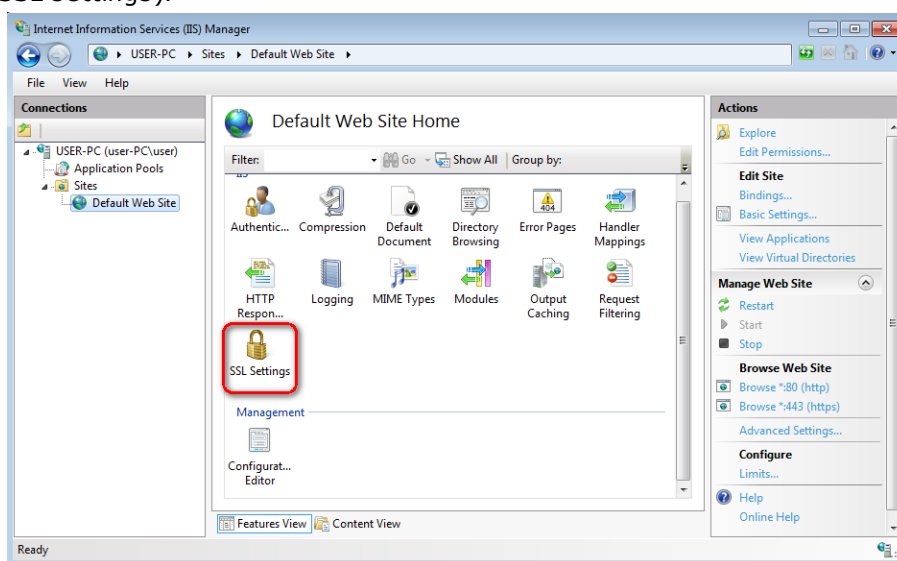 SSL Settings).
Internet Information Services (IIS) Manager
USER-PC Sites Default Web Site
File View Help
Connections
USER-PC (user-PC\user)
Application Pools
Sites
Default Web Site
Default Web Site Home
Filter: Go Show All Group by:
IIS
Authentic... Compression Default Document Directory Browsing Error Pages Handler Mappings
404
HTTP Respon... Logging MIME Types Modules Output Caching Request Filtering
SSL Settings
Management
Configurat... Editor
Features View Content View
Actions
Explore
Edit Permissions...
Edit Site
Bindings...
Basic Settings...
View Applications
View Virtual Directories
Manage Web Site
Restart
Start
Stop
Browse Web Site
Browse *:80 (http)
Browse *:443 (https)
Advanced Settings...
Configure
Limits...
Help
Online Help
Ready